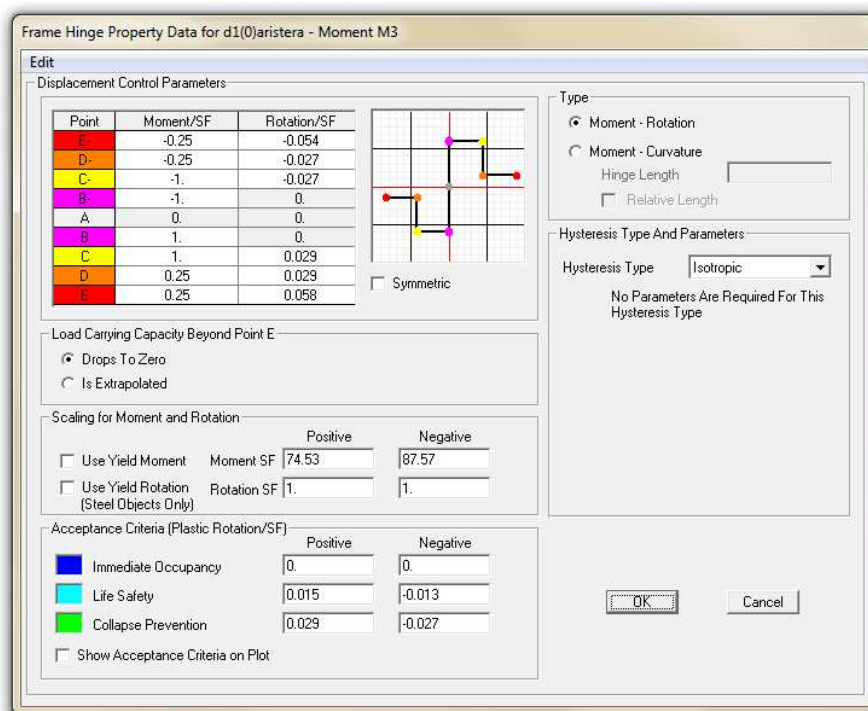 Frame Hinge Property Data for d1(0)aristera - Moment M3
Edit
Displacement Control Parameters
Point Moment/SF Rotation/SF
E- -0.25 -0.054
D- -0.25 -0.027
C- -1. -0.027
B- -1. 0.
A 0. 0.
B 1. 0.
C 1. 0.029
D 0.25 0.029
E 0.25 0.058
Symmetric
Load Carrying Capacity Beyond Point E
Drops To Zero
Is Extrapolated
Scaling for Moment and Rotation
Positive Negative
Use Yield Moment Moment SF 74.53 87.57
Use Yield Rotation Rotation SF 1. 1.
(Steel Objects Only)
Acceptance Criteria (Plastic Rotation/SF)
Positive Negative
Immediate Occupancy 0. 0.
Life Safety 0.015 -0.013
Collapse Prevention 0.029 -0.027
Show Acceptance Criteria on Plot
Type
Moment - Rotation
Moment - Curvature
Hinge Length
Relative Length
Hysteresis Type And Parameters
Hysteresis Type Isotropic
No Parameters Are Required For This
Hysteresis Type
OK Cancel